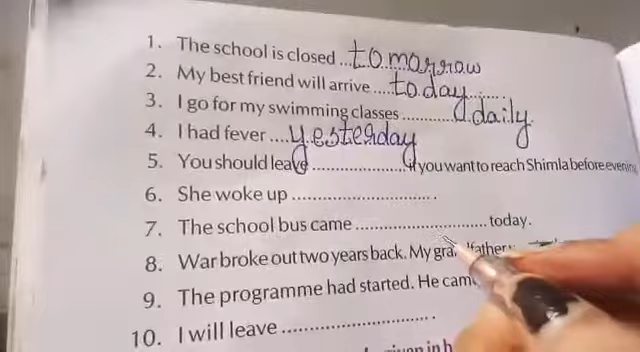 1. The school is closed ...tomorrow
2. My best friend will arrive.....today.......
3. I go for my swimming classes ............daily.
4. I had fever ....yesterday
5. You should leave ...................... if you want to reach Shimla before evening
6. She woke up .................................
7. The school bus came .............................. today.
8. War broke out two years back. My
9. The programme had started. He came
10. I will leave ...................................
given in